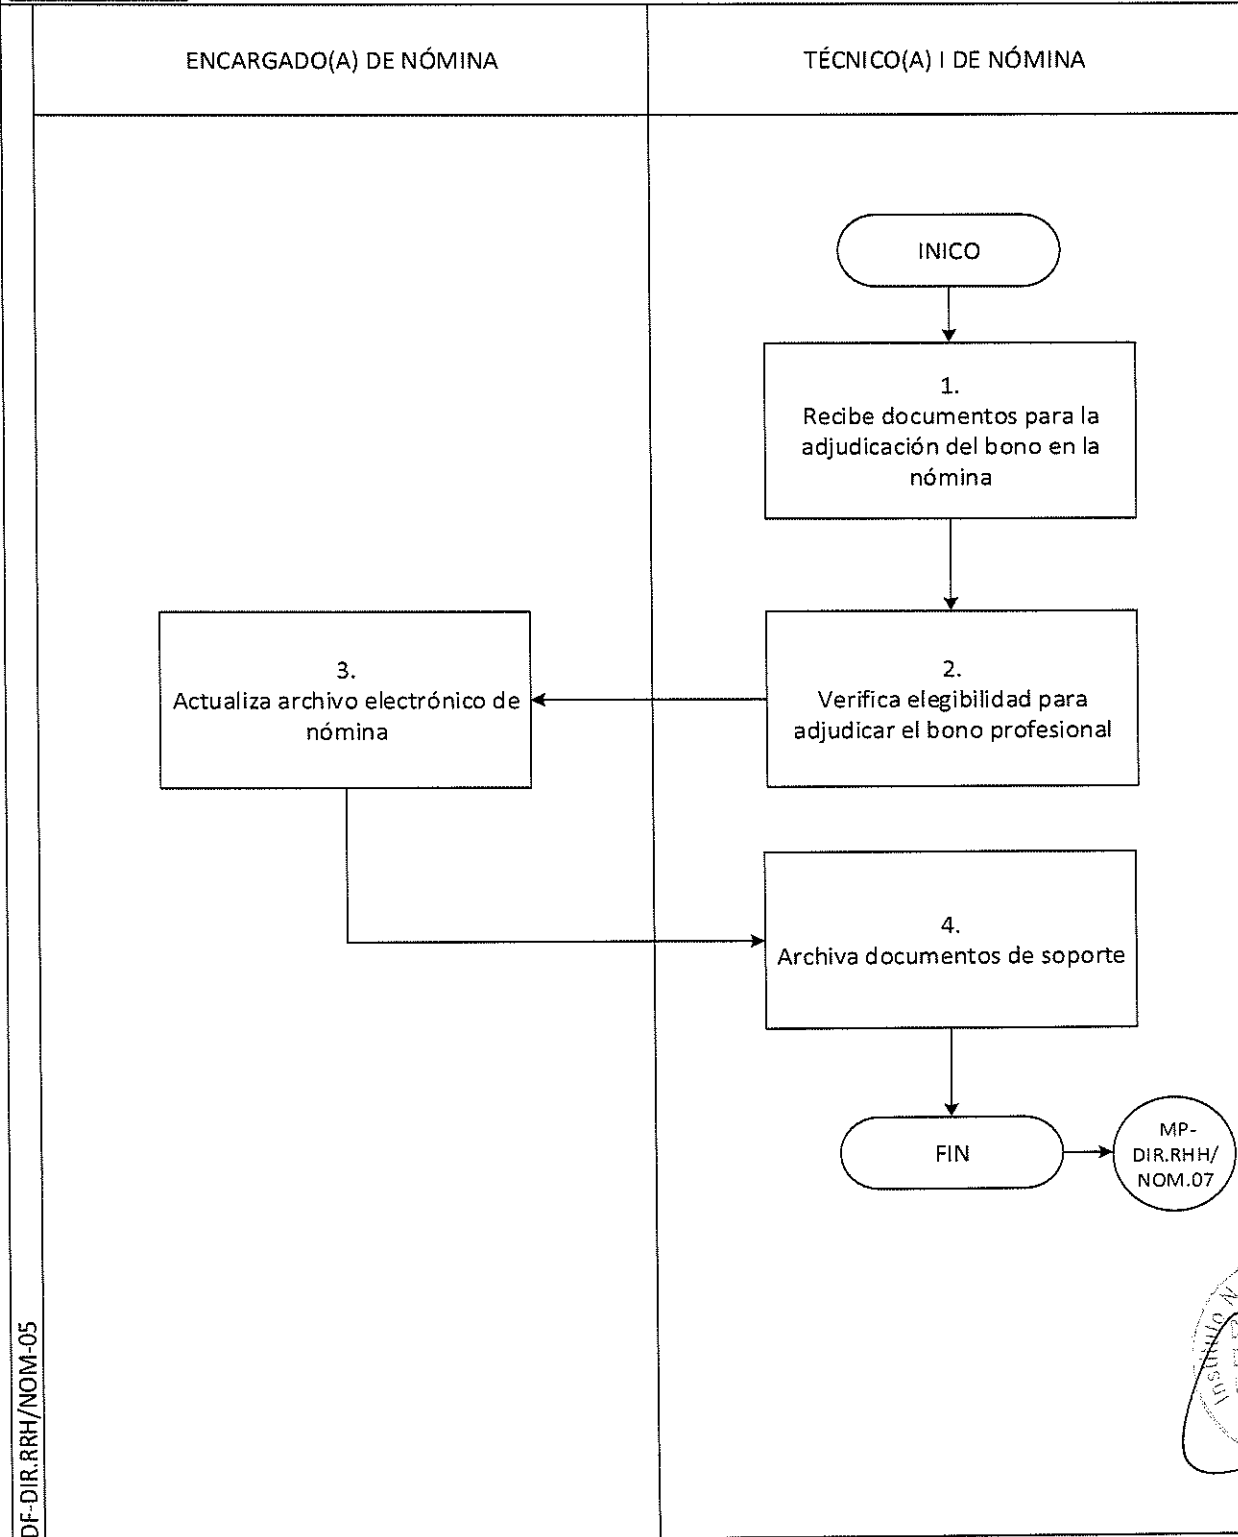 ENCARGADO(A) DE NÓMINA
TÉCNICO(A) I DE NÓMINA
INICO
1.
Recibe documentos para la
adjudicación del bono en la
nómina
3.
Actualiza archivo electrónico de
nómina
2.
Verifica elegibilidad para
adjudicar el bono profesional
4.
Archiva documentos de soporte
FIN
MP-
DIR.RHH/
NOM.07
DF-DIR.RRH/NOM-05
Instituto N